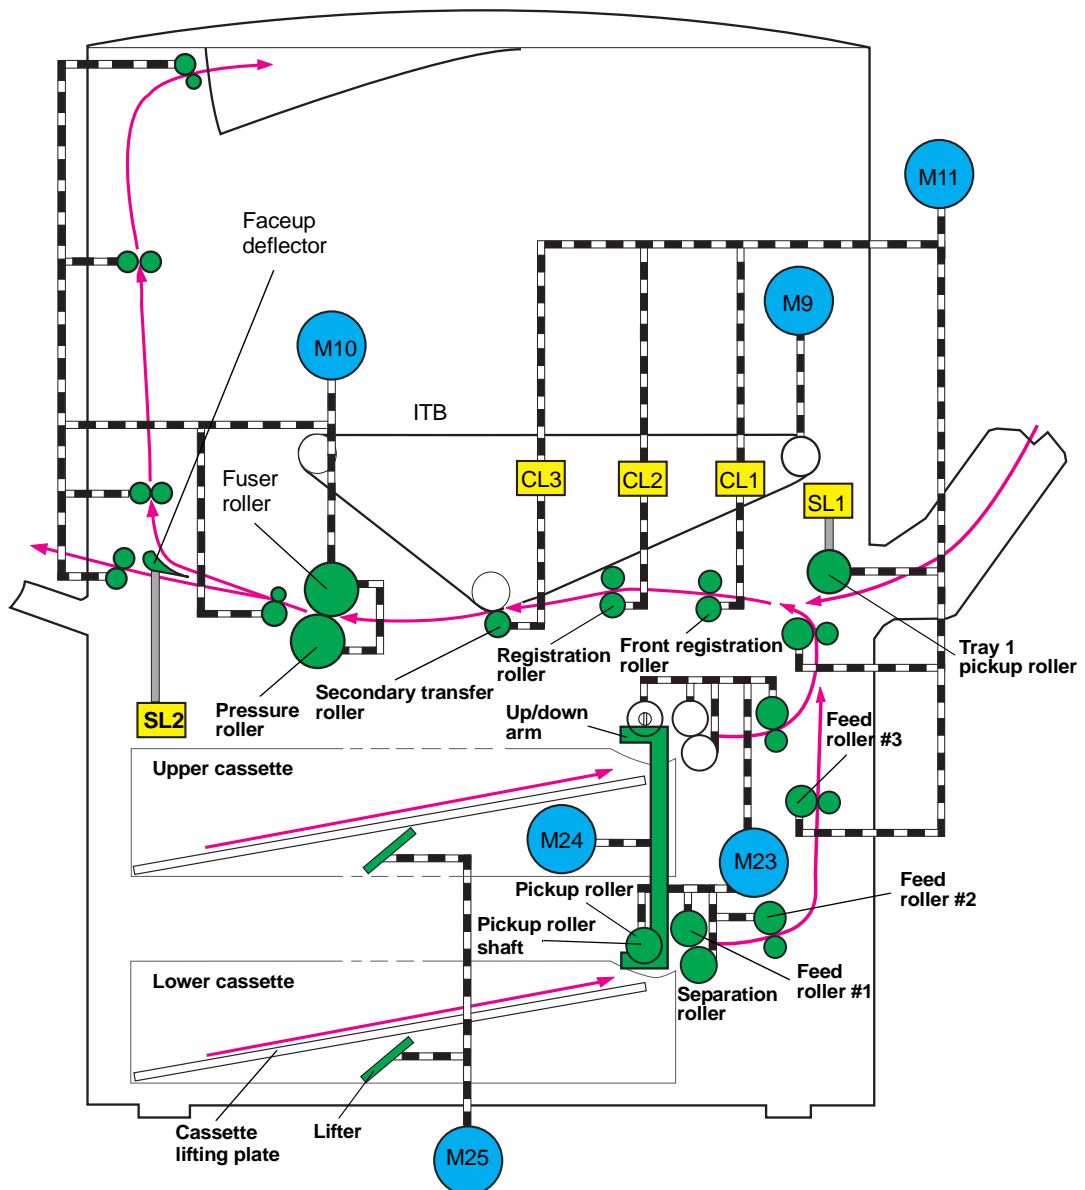 M11
Faceup
deflector
M9
M10
ITB
CL3
CL2
CL1
SL1
Fuser
roller
Registration
roller
Front registration
roller
Tray 1
pickup roller
Secondary transfer
roller
Pressure
roller
SL2
Up/down
arm
Feed
roller #3
Upper cassette
M24
M23
Pickup roller
Feed
roller #2
Pickup roller
shaft
Lower cassette
Separation
roller
Feed
roller #1
Cassette
lifting plate
Lifter
M25